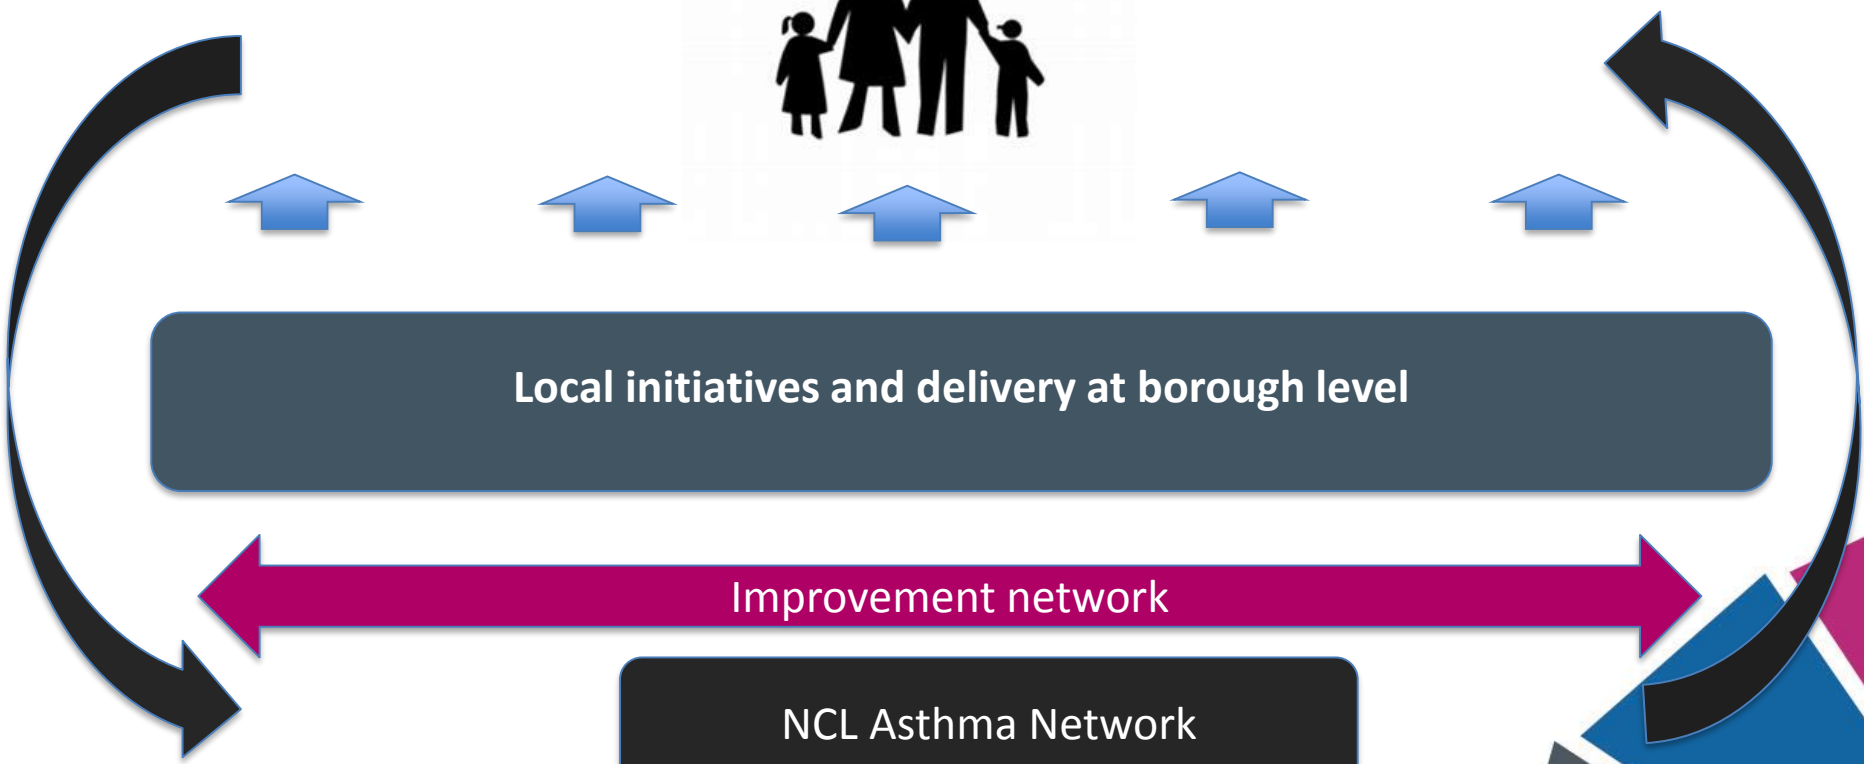 Local initiatives and delivery at borough level
Improvement network
NCL Asthma Network